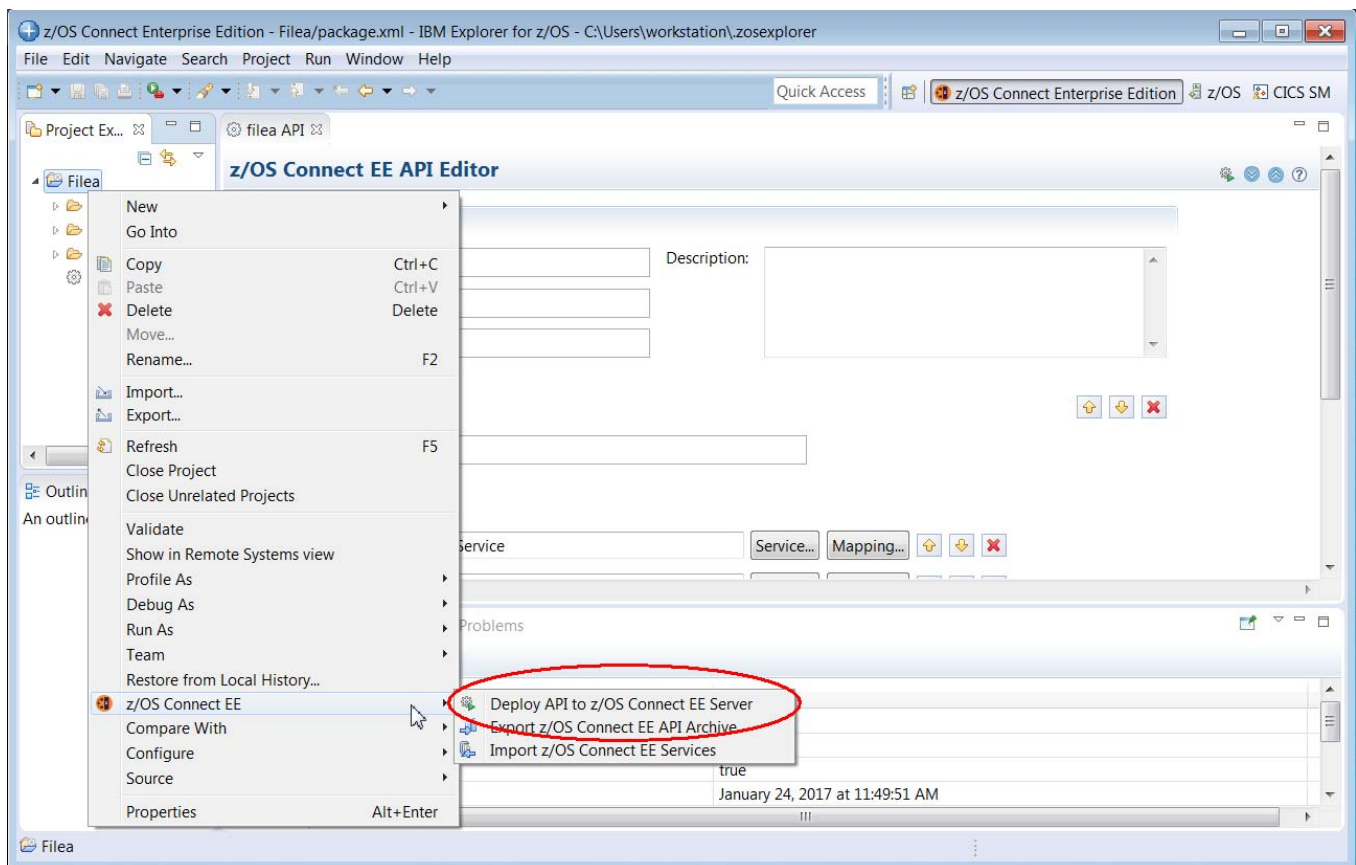 z/OS Connect Enterprise Edition - Filea/package.xml - IBM Explorer for z/OS - C:\Users\workstation\.zosexplorer
File Edit Navigate Search Project Run Window Help
Quick Access z/OS Connect Enterprise Edition z/OS CICS SM
Project Ex... filea API
z/OS Connect EE API Editor
Filea
New
Go Into
Description:
Copy Ctrl+C
Paste Ctrl+V
Delete Delete
Move...
Rename... F2
Import...
Export...
Refresh F5
Close Project
Outlin
Close Unrelated Projects
An outlin
Validate
Service Service... Mapping...
Show in Remote Systems view
Profile As
Debug As
Run As
Problems
Team
Restore from Local History...
z/OS Connect EE
Deploy API to z/OS Connect EE Server
Compare With
Export z/OS Connect EE API Archive
Configure
Import z/OS Connect EE Services
Source
true
January 24, 2017 at 11:49:51 AM
Properties Alt+Enter
Filea